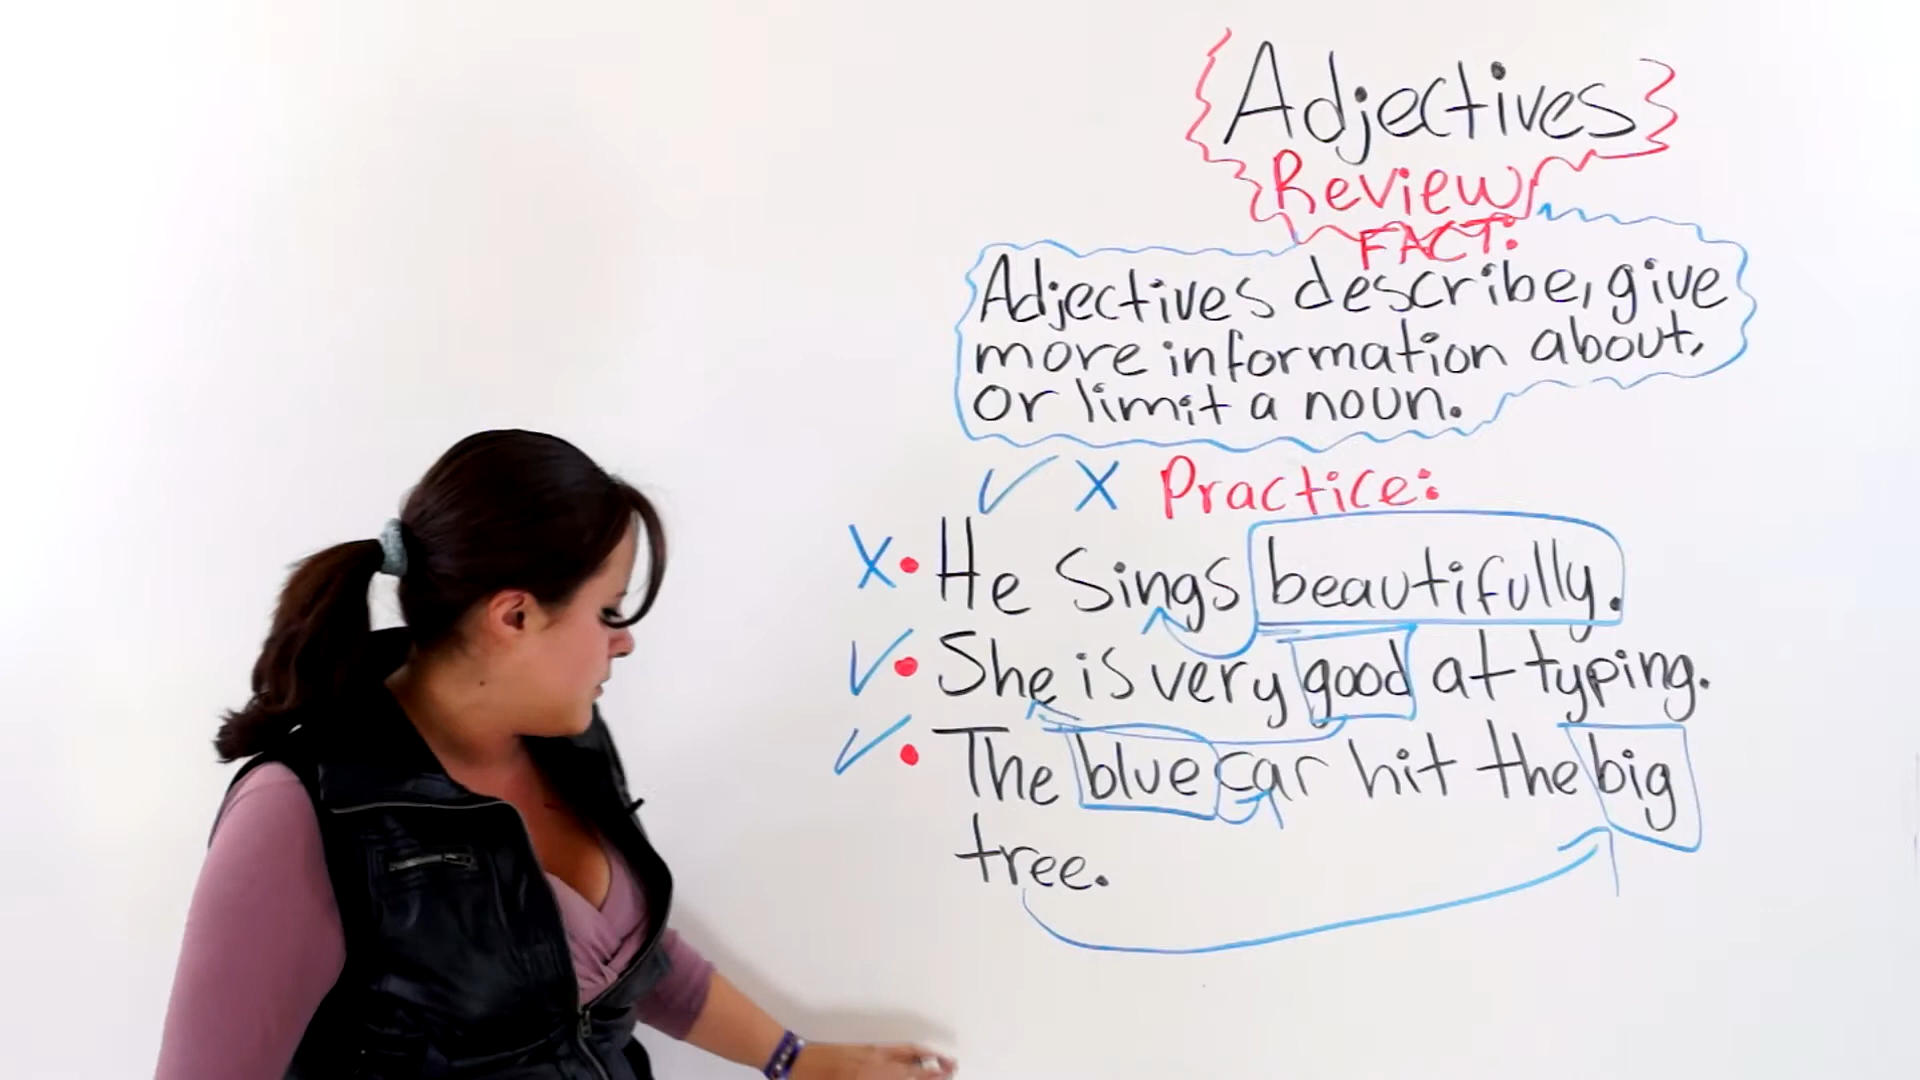 Adjectives
Review
FACT:
Adjectives describe, give
more information about,
or limit a noun.
✓ X Practice:
X • He sings beautifully.
✓ • She is very good at typing.
✓ • The blue car hit the big
tree.